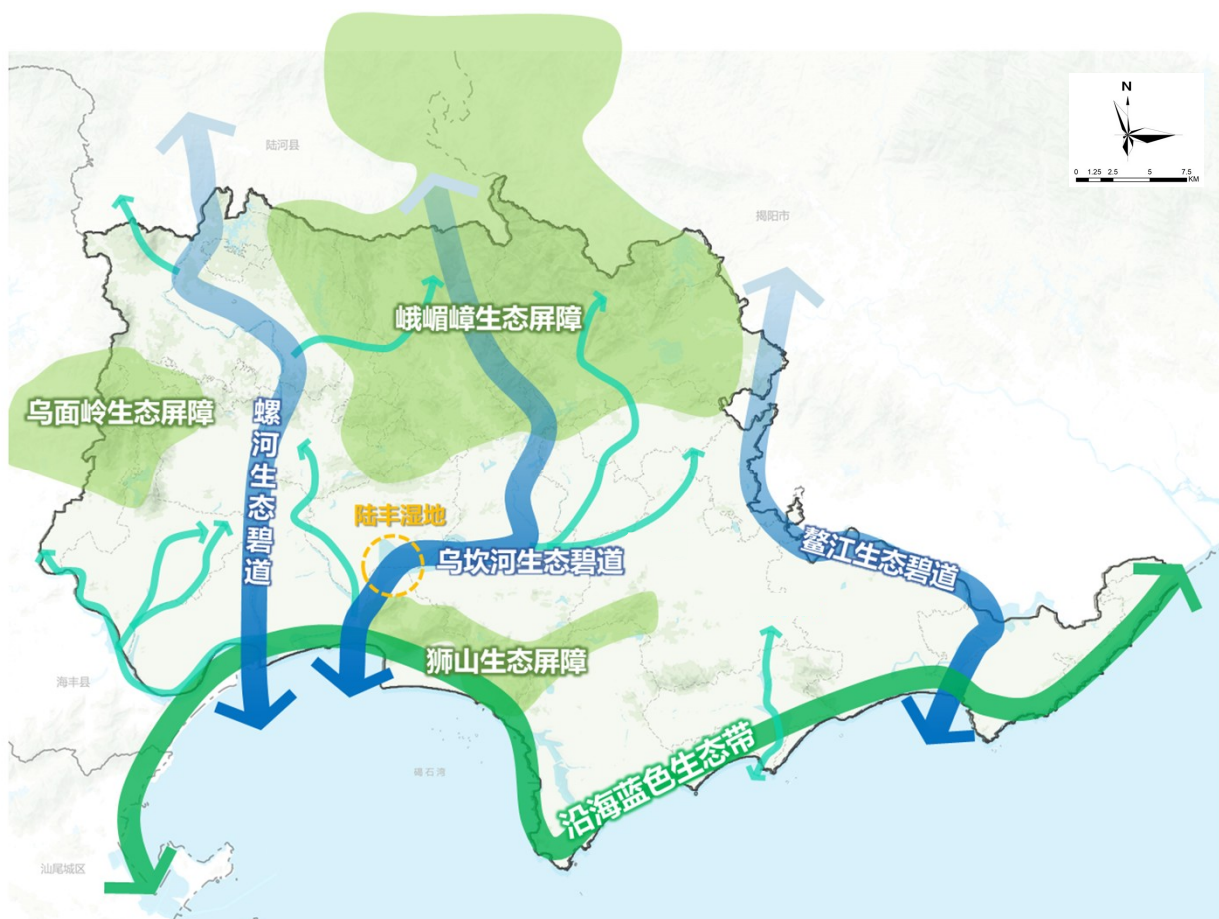 N
0 1.25 2.5 5 7.5
KM
陆河县
揭阳市
峨嵋嶂生态屏障
乌面岭生态屏障
螺河生态碧道
陆丰湿地
乌坎河生态碧道
鳌江生态碧道
狮山生态屏障
海丰县
沿海蓝色生态带
碣石湾
汕尾城区